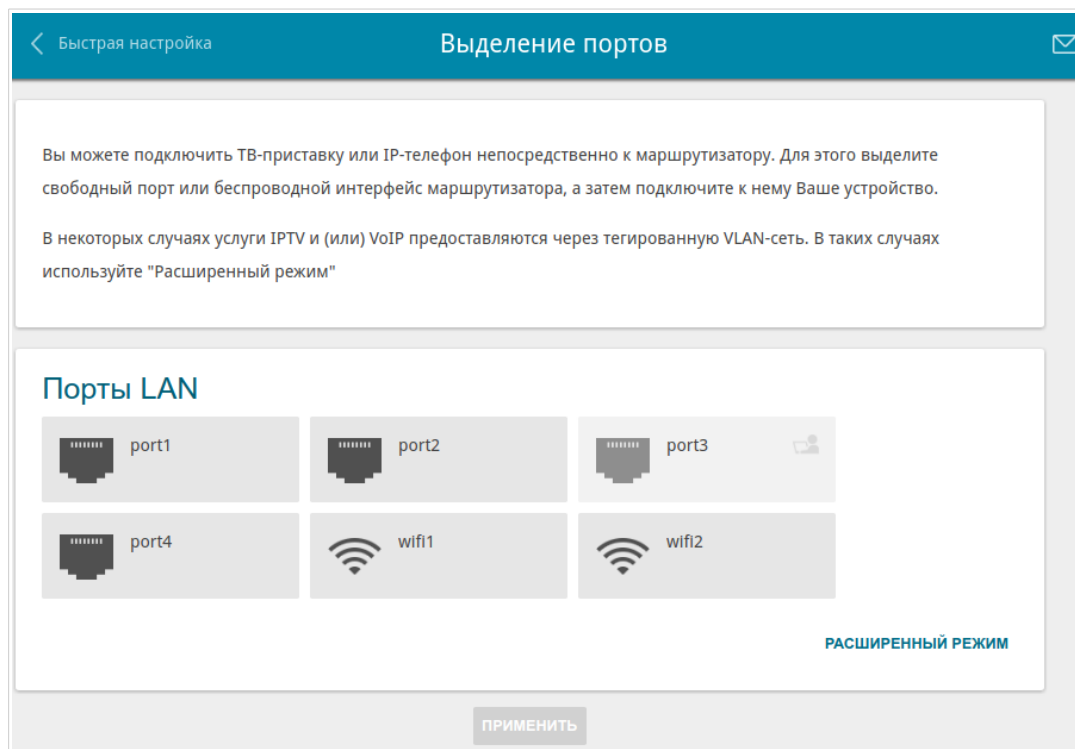 Быстрая настройка
Выделение портов
Вы можете подключить ТВ-приставку или IP-телефон непосредственно к маршрутизатору. Для этого выделите
свободный порт или беспроводной интерфейс маршрутизатора, а затем подключите к нему Ваше устройство.
В некоторых случаях услуги IPTV и (или) VoIP предоставляются через тегированную VLAN-сеть. В таких случаях
используйте "Расширенный режим"
Порты LAN
port1
port2
port3
port4
wifi1
wifi2
РАСШИРЕННЫЙ РЕЖИМ
ПРИМЕНИТЬ